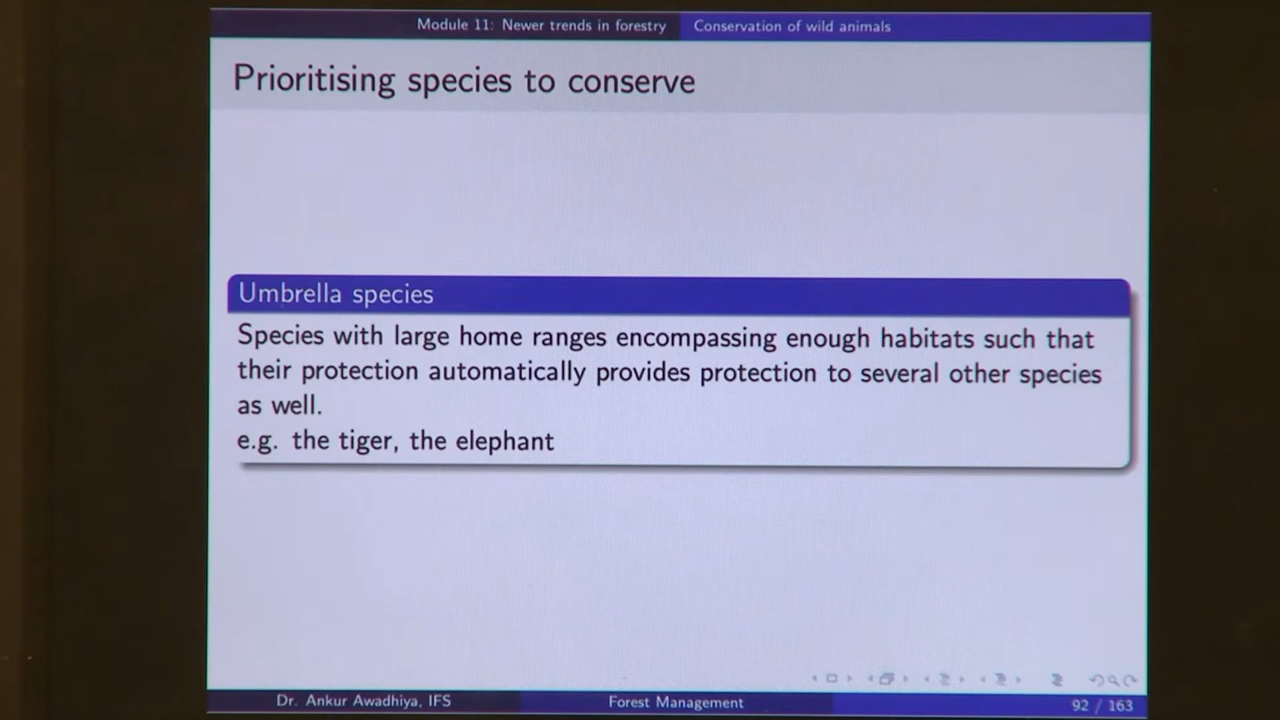 Module 11: Newer trends in forestry Conservation of wild animals
Prioritising species to conserve
Umbrella species
Species with large home ranges encompassing enough habitats such that
their protection automatically provides protection to several other species
as well.
e.g. the tiger, the elephant
Dr. Ankur Awadhiya, IFS Forest Management 92 / 163